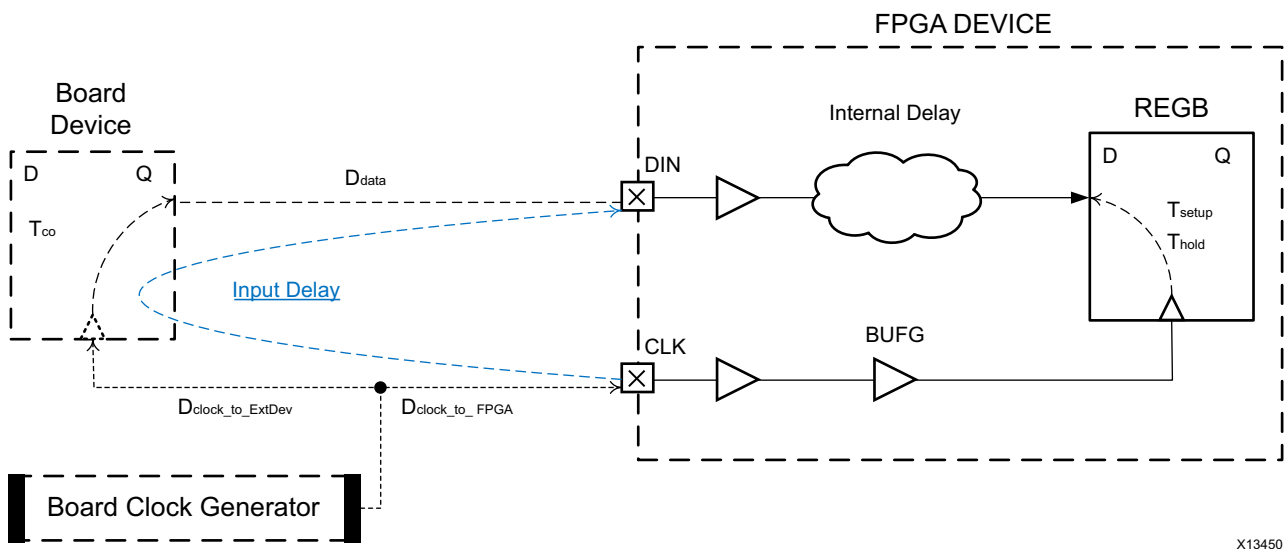 FPGA DEVICE
Board
Device
Internal Delay
REGB
D Q
DIN
D Q
Ddata
Tco
Tsetup
Thold
Input Delay
CLK
BUFG
Dclock_to_ExtDev
Dclock_to_ FPGA
Board Clock Generator
X13450